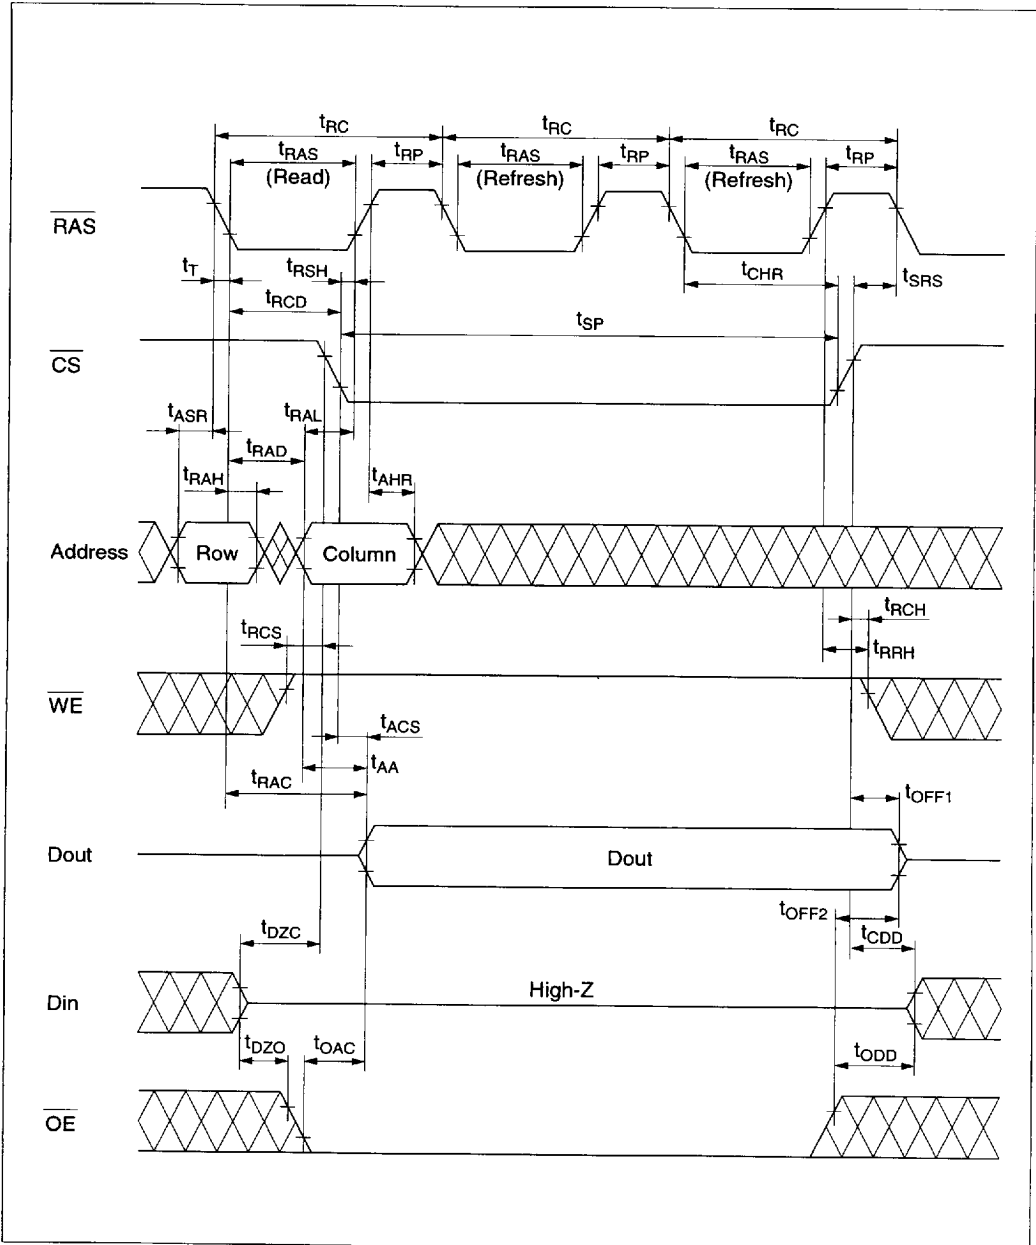 tRC tRC tRC
tRAS tRP tRAS tRP tRAS tRP
(Read) (Refresh) (Refresh)
RAS
tT tRSH tCHR tSRS
tRCD
tSP
CS
tASR tRAL
tRAD
tRAH tAHR
Address Row Column
tRCH
tRCS tRRH
WE
tACS
tAA
tRAC tOFF1
Dout Dout
tOFF2
tDZC tCDD
Din High-Z
tDZO tOAC tODD
OE